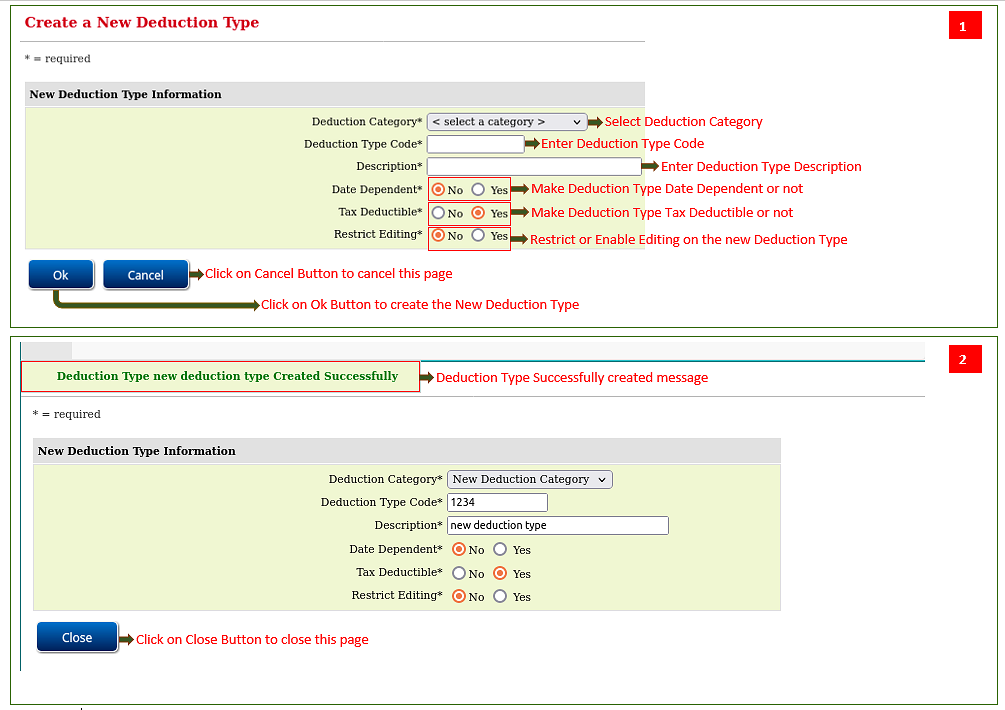 Create a New Deduction Type
1
* = required
New Deduction Type Information
Deduction Category* < select a category > Select Deduction Category
Deduction Type Code* Enter Deduction Type Code
Description* Enter Deduction Type Description
Date Dependent* No Yes Make Deduction Type Date Dependent or not
Tax Deductible* No Yes Make Deduction Type Tax Deductible or not
Restrict Editing* No Yes Restrict or Enable Editing on the new Deduction Type
Ok Cancel Click on Cancel Button to cancel this page
Click on Ok Button to create the New Deduction Type
2
Deduction Type new deduction type Created Successfully Deduction Type Successfully created message
* = required
New Deduction Type Information
Deduction Category* New Deduction Category
Deduction Type Code* 1234
Description* new deduction type
Date Dependent* No Yes
Tax Deductible* No Yes
Restrict Editing* No Yes
Close Click on Close Button to close this page